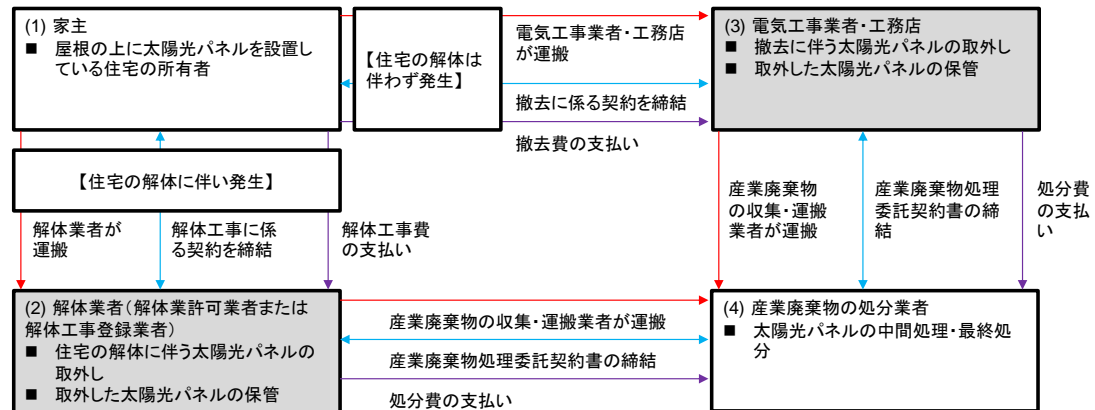 (1) 家主
■ 屋根の上に太陽光パネルを設置し
ている住宅の所有者
【住宅の解体は
伴わず発生】
電気工事業者・工務店
が運搬
撤去に係る契約を締結
撤去費の支払い
(3) 電気工事業者・工務店
■ 撤去に伴う太陽光パネルの取外し
■ 取外した太陽光パネルの保管
【住宅の解体に伴い発生】
解体業者が
運搬
解体工事に係
る契約を締結
解体工事費
の支払い
産業廃棄物
の収集・運搬
業者が運搬
産業廃棄物処理
委託契約書の締
結
処分費
の支払
い
(2) 解体業者（解体業許可業者または
解体工事登録業者）
■ 住宅の解体に伴う太陽光パネルの
取外し
■ 取外した太陽光パネルの保管
産業廃棄物の収集・運搬業者が運搬
産業廃棄物処理委託契約書の締結
処分費の支払い
(4) 産業廃棄物の処分業者
■ 太陽光パネルの中間処理・最終処
分